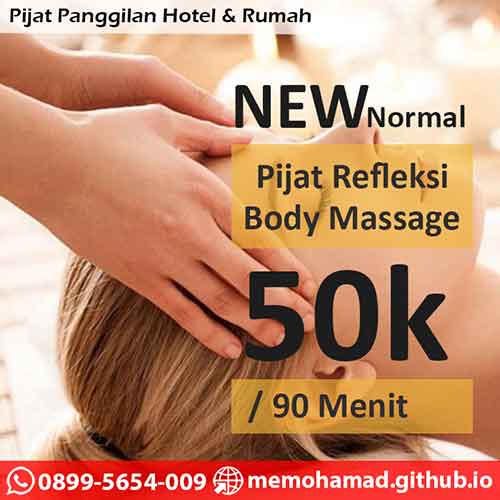 Pijat Panggilan Hotel & Rumah
NEW Normal
Pijat Refleksi
Body Massage
50k
/ 90 Menit
0899-5654-009 memohamad.github.io